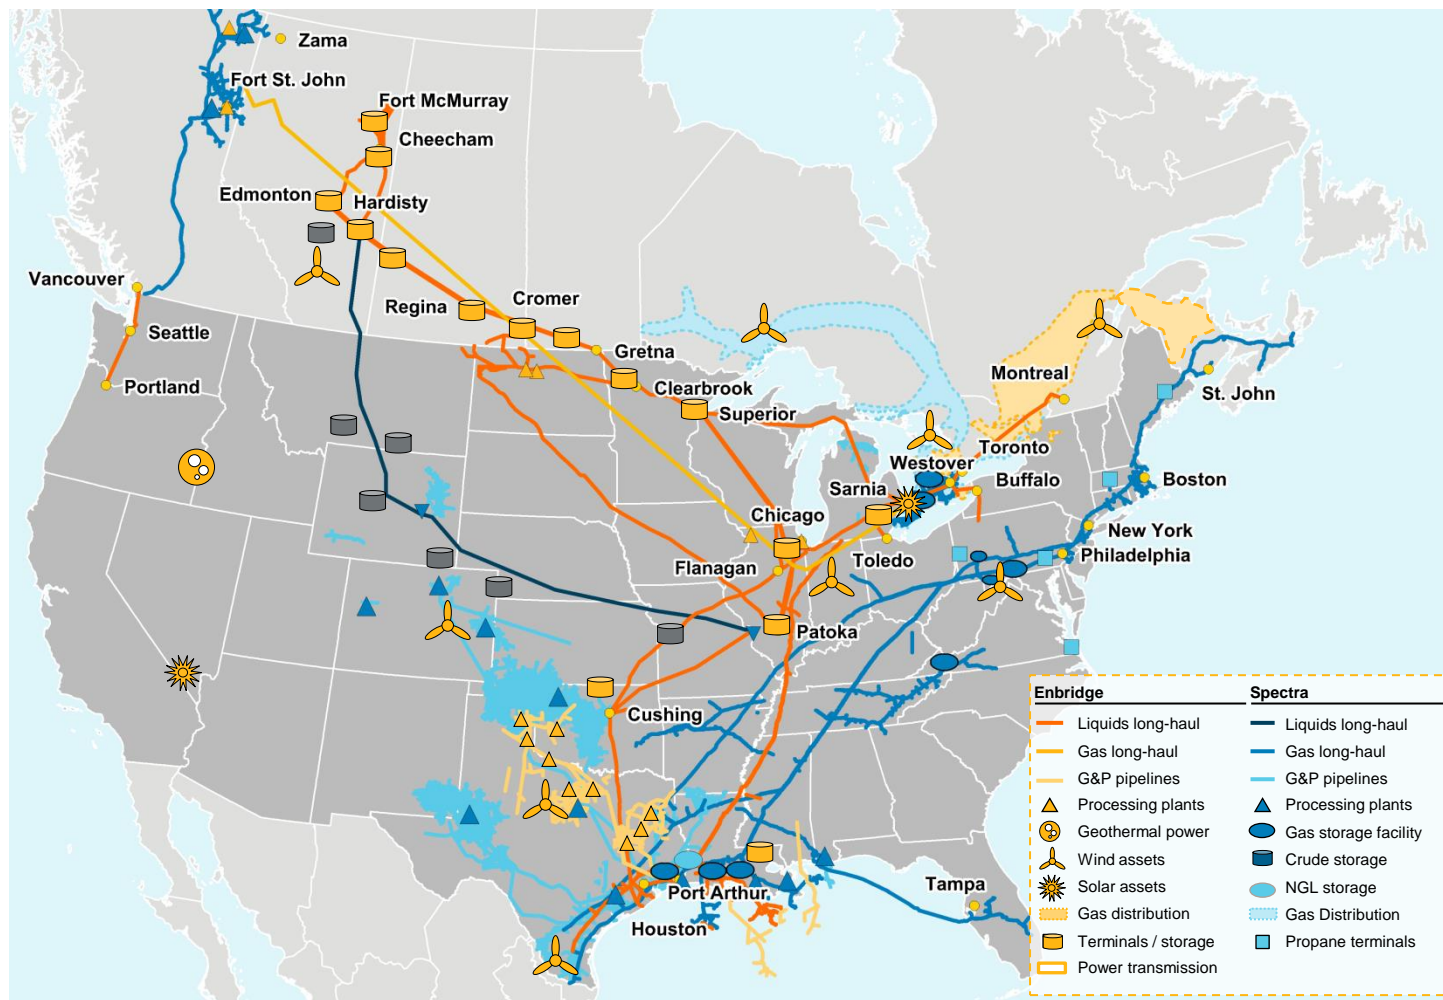 Zama
Fort St. John
Fort McMurray
Cheecham
Edmonton
Hardisty
Vancouver
Regina
Cromer
Seattle
Gretna
Montreal
Portland
Clearbrook
St. John
Superior
Toronto
Westover
Buffalo
Sarnia
Boston
Chicago
New York
Philadelphia
Flanagan
Toledo
Patoka
Cushing
Tampa
Port Arthur
Houston
Enbridge
Liquids long-haul
Gas long-haul
G&P pipelines
Processing plants
Geothermal power
Wind assets
Solar assets
Gas distribution
Terminals / storage
Power transmission
Spectra
Liquids long-haul
Gas long-haul
G&P pipelines
Processing plants
Gas storage facility
Crude storage
NGL storage
Gas Distribution
Propane terminals